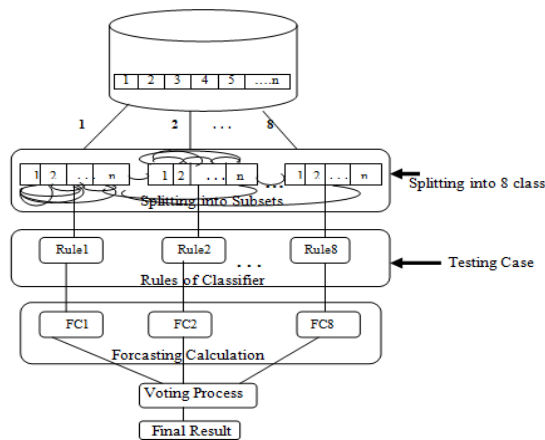 1 2 3 4 5 ....n
1 2 . . . 8
1 2 ... n 1 2 ... n ... 1 2 ... n
Splitting into 8 class
Splitting into Subsets
Rule1 Rule2 . . . Rule8
Testing Case
Rules of Classifier
FC1 FC2 FC8
Forcasting Calculation
Voting Process
Final Result